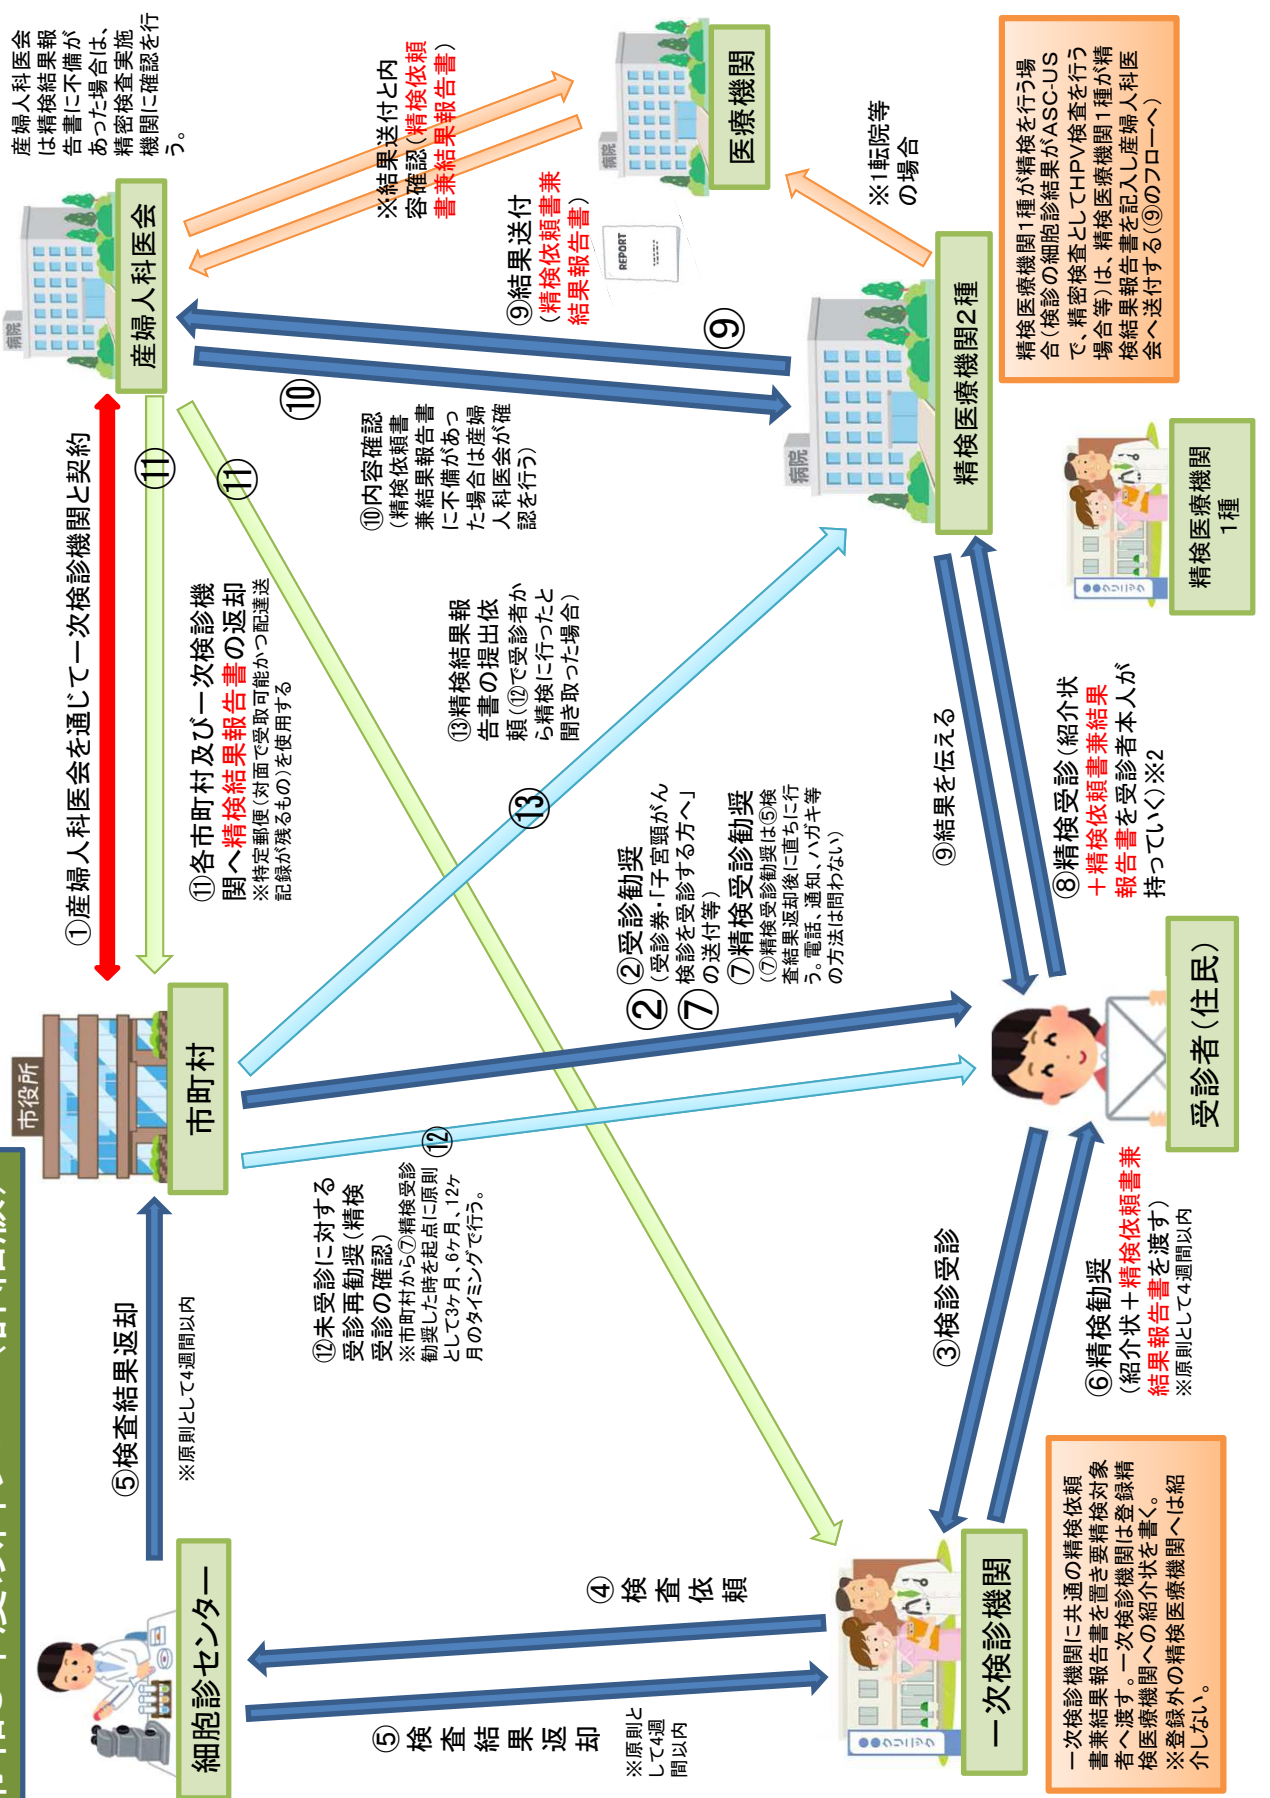 市役所
病院
細胞診センター
市町村
産婦人科医会
産婦人科医会
は精検結果報
告書に不備が
あった場合は、
精密検査実施
機関に確認を行
う。
⑤検査結果返却
※原則として4週間以内
①産婦人科医会を通じて一次検診機関と契約
⑪
⑪
⑪各市町村及び一次検診機
関へ精検結果報告書の返却
※特定郵便(対面で受取可能かつ配達送
記録が残るもの)を使用する
⑩
⑩内容確認
(精検依頼書
兼結果報告書
に不備があっ
た場合は産婦
人科医会が確
認を行う)
※結果送付と内
容確認(精検依頼
書兼結果報告書)
⑨結果送付
(精検依頼書兼
結果報告書)
⑨
REPORT
病院
医療機関
※1転院等
の場合
⑫未受診に対する
受診再勧奨(精検
受診の確認)
※市町村から⑦精検受診
勧奨した時を起点に原則
として3ヶ月、6ヶ月、12ケ
月のタイミングで行う。
⑫
⑬精検結果報
告書の提出依
頼(⑫で受診者か
ら精検に行ったと
聞き取った場合)
⑬
②
②受診勧奨
(受診券・「子宮頸がん
検診を受診する方へ」
の送付等)
⑦
⑦精検受診勧奨
(⑦精検受診勧奨は⑤検
査結果返却後に直ちに行
う。電話、通知、ハガキ等
の方法は問わない)
④検査依頼
⑤検査結果返却
※原則と
して4週
間以内
クリニック
一次検診機関
③検診受診
⑥精検勧奨
(紹介状+精検依頼書兼
結果報告書を渡す)
※原則として4週間以内
受診者(住民)
⑨結果を伝える
⑧精検受診(紹介状
+精検依頼書兼結果
報告書を受診者本人が
持っていく)※2
病院
精検医療機関2種
クリニック
精検医療機関
1種
一次検診機関に共通の精検依頼
書兼結果報告書を置き要精検対象
者へ渡す。一次検診機関は登録精
検医療機関への紹介状を書く。
※登録外の精検医療機関へは紹
介しない。
精検医療機関1種が精検を行う場
合(検診の細胞診結果がASC-US
で、精密検査としてHPV検査を行う
場合等)は、精検医療機関1種が精
検結果報告書を記入し産婦人科医
会へ送付する(⑨のフローへ)